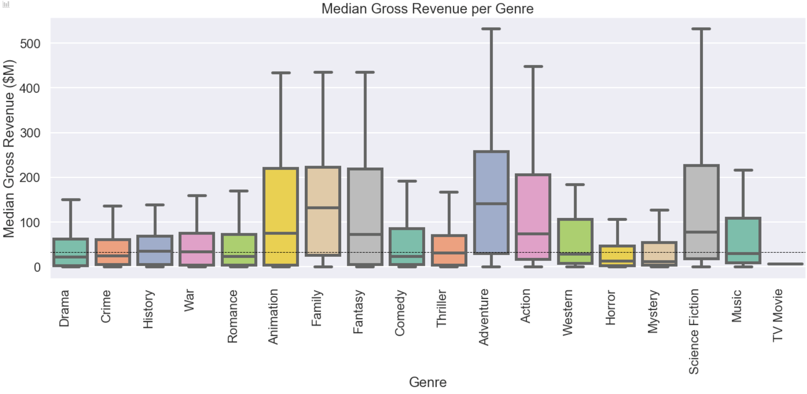 Median Gross Revenue per Genre
Median Gross Revenue ($M)
500
400
300
200
100
0
Drama
Crime
History
War
Romance
Animation
Family
Fantasy
Comedy
Thriller
Adventure
Action
Western
Horror
Mystery
Science Fiction
Music
TV Movie
Genre